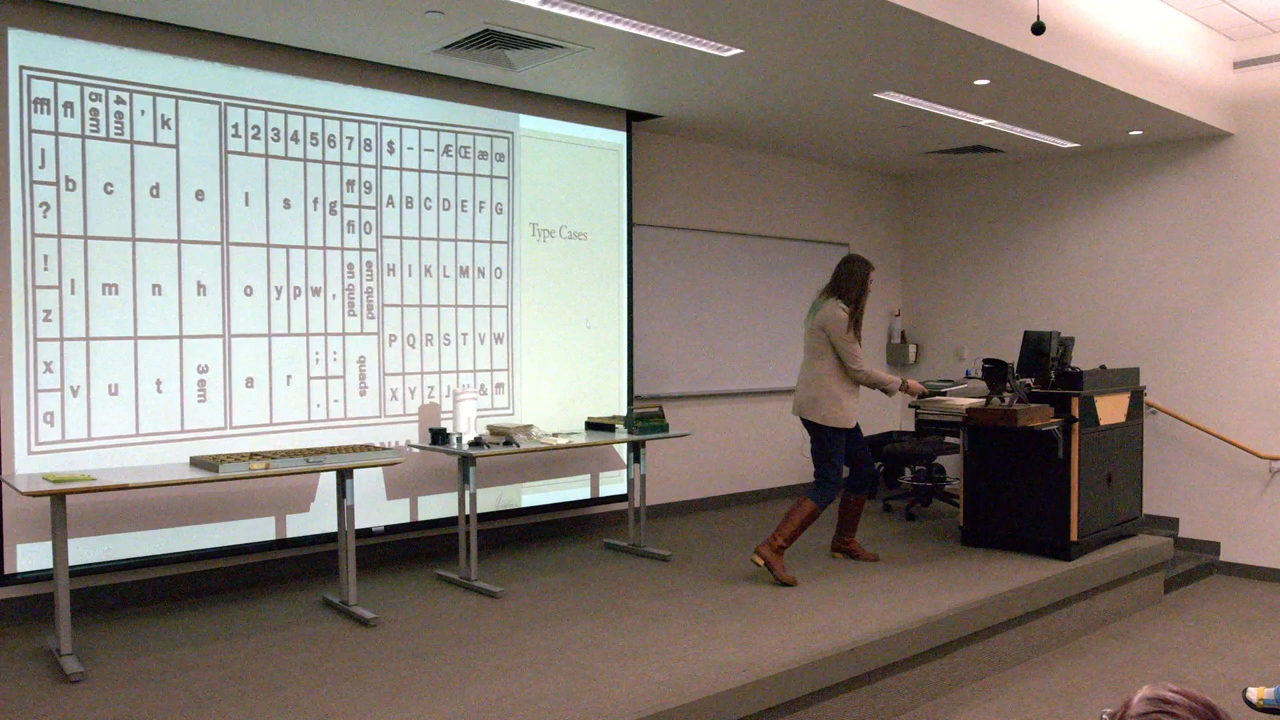 ffl fl 5 em 4 em ' k 1 2 3 4 5 6 7 8 $ - — Æ Œ æ œ
j b c d e i s f g ff 9 A B C D E F G
? fi 0
! l m n h o y p w , en quad em quad H I K L M N O
z
x v u t 3 em a r ; : quads P Q R S T V W
q . - X Y Z J U & ffl
Type Cases